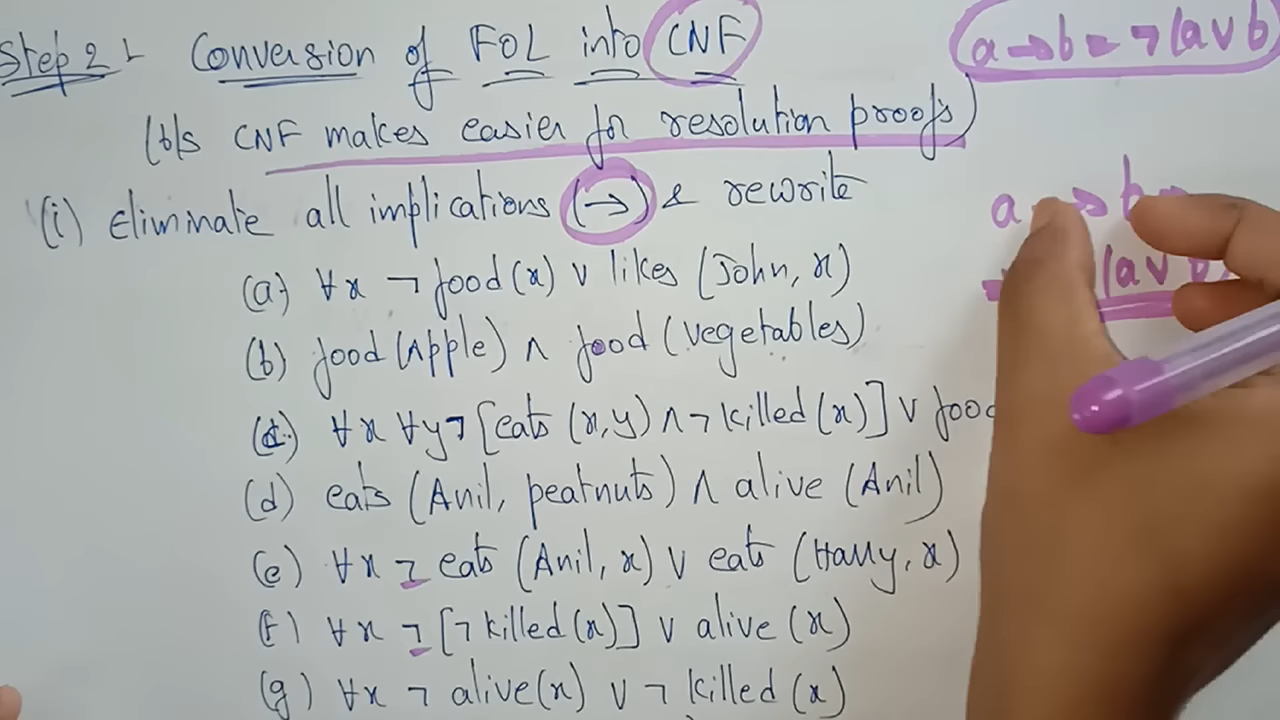 Step 2 :- Conversion of FOL into CNF
a → b = ¬(a ∨ b)
(b/s CNF makes easier for resolution proofs)
(i) Eliminate all implications (→) & rewrite
a → b =
(a ∨ b)
(a) ∀x ¬ food(x) ∨ likes (John, x)
(b) food(Apple) ∧ food (vegetables)
(c) ∀x ∀y ¬ [eats (x,y) ∧ ¬ killed (x)] ∨ food
(d) eats (Anil, peatnuts) ∧ alive (Anil)
(e) ∀x ¬ eats (Anil, x) ∨ eats (Harry, x)
(f) ∀x ¬ [¬ killed (x)] ∨ alive (x)
(g) ∀x ¬ alive(x) ∨ ¬ killed (x)